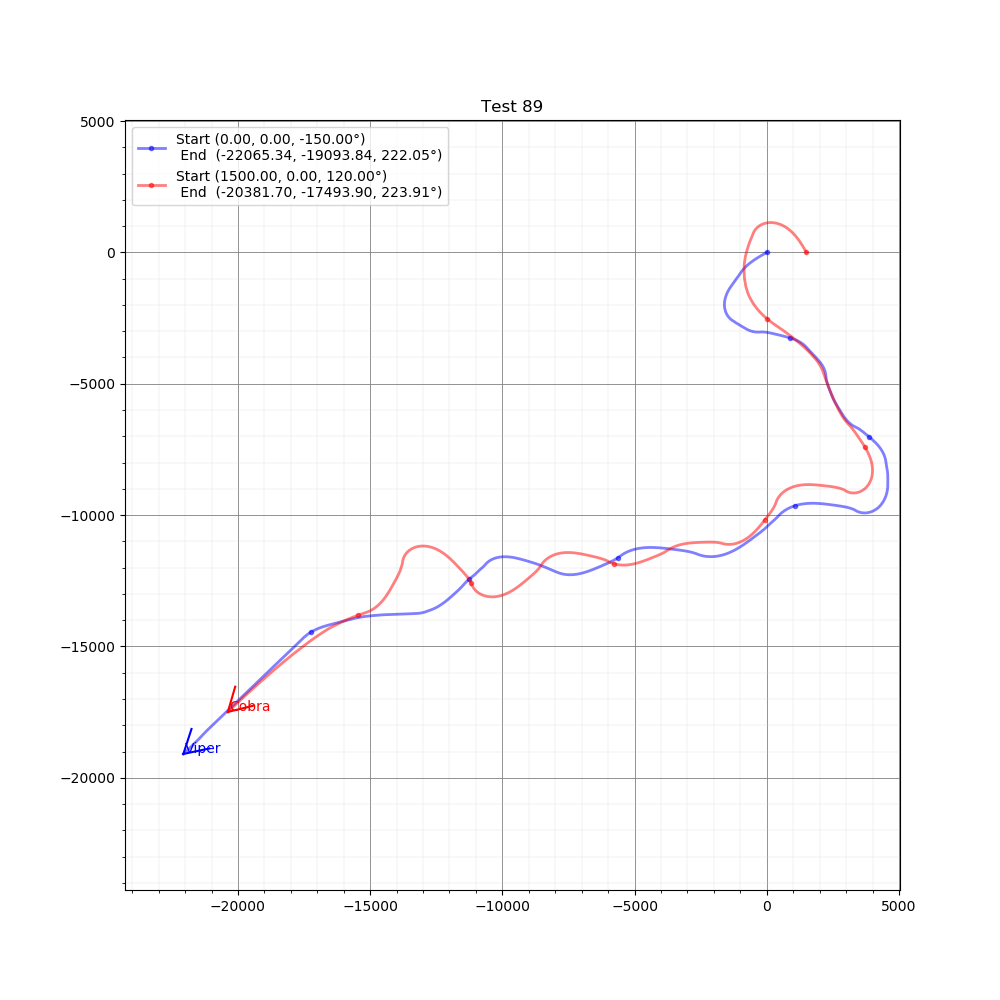 Test 89
Start (0.00, 0.00, -150.00°)
End  (-22065.34, -19093.84, 222.05°)
Start (1500.00, 0.00, 120.00°)
End  (-20381.70, -17493.90, 223.91°)
5000
0
−5000
−10000
−15000
−20000
cobra
viper
−20000
−15000
−10000
−5000
0
5000